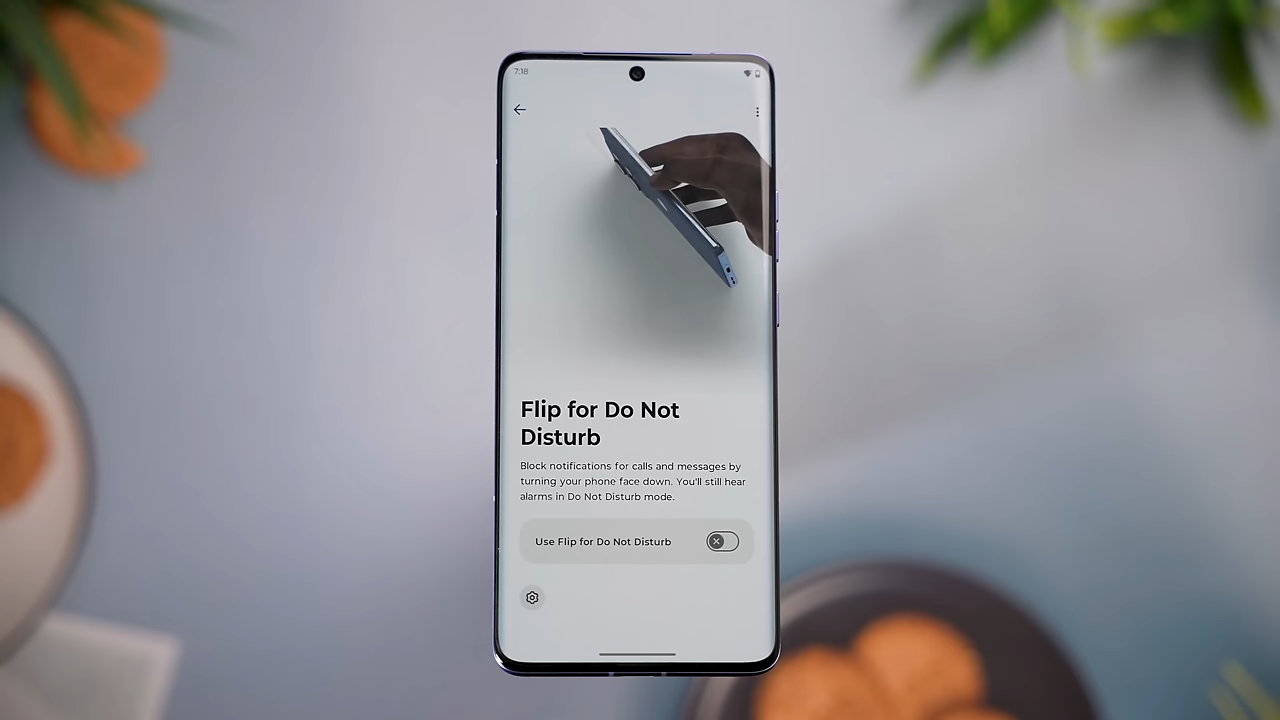 7:18
Flip for Do Not
Disturb
Block notifications for calls and messages by
turning your phone face down. You'll still hear
alarms in Do Not Disturb mode.
Use Flip for Do Not Disturb